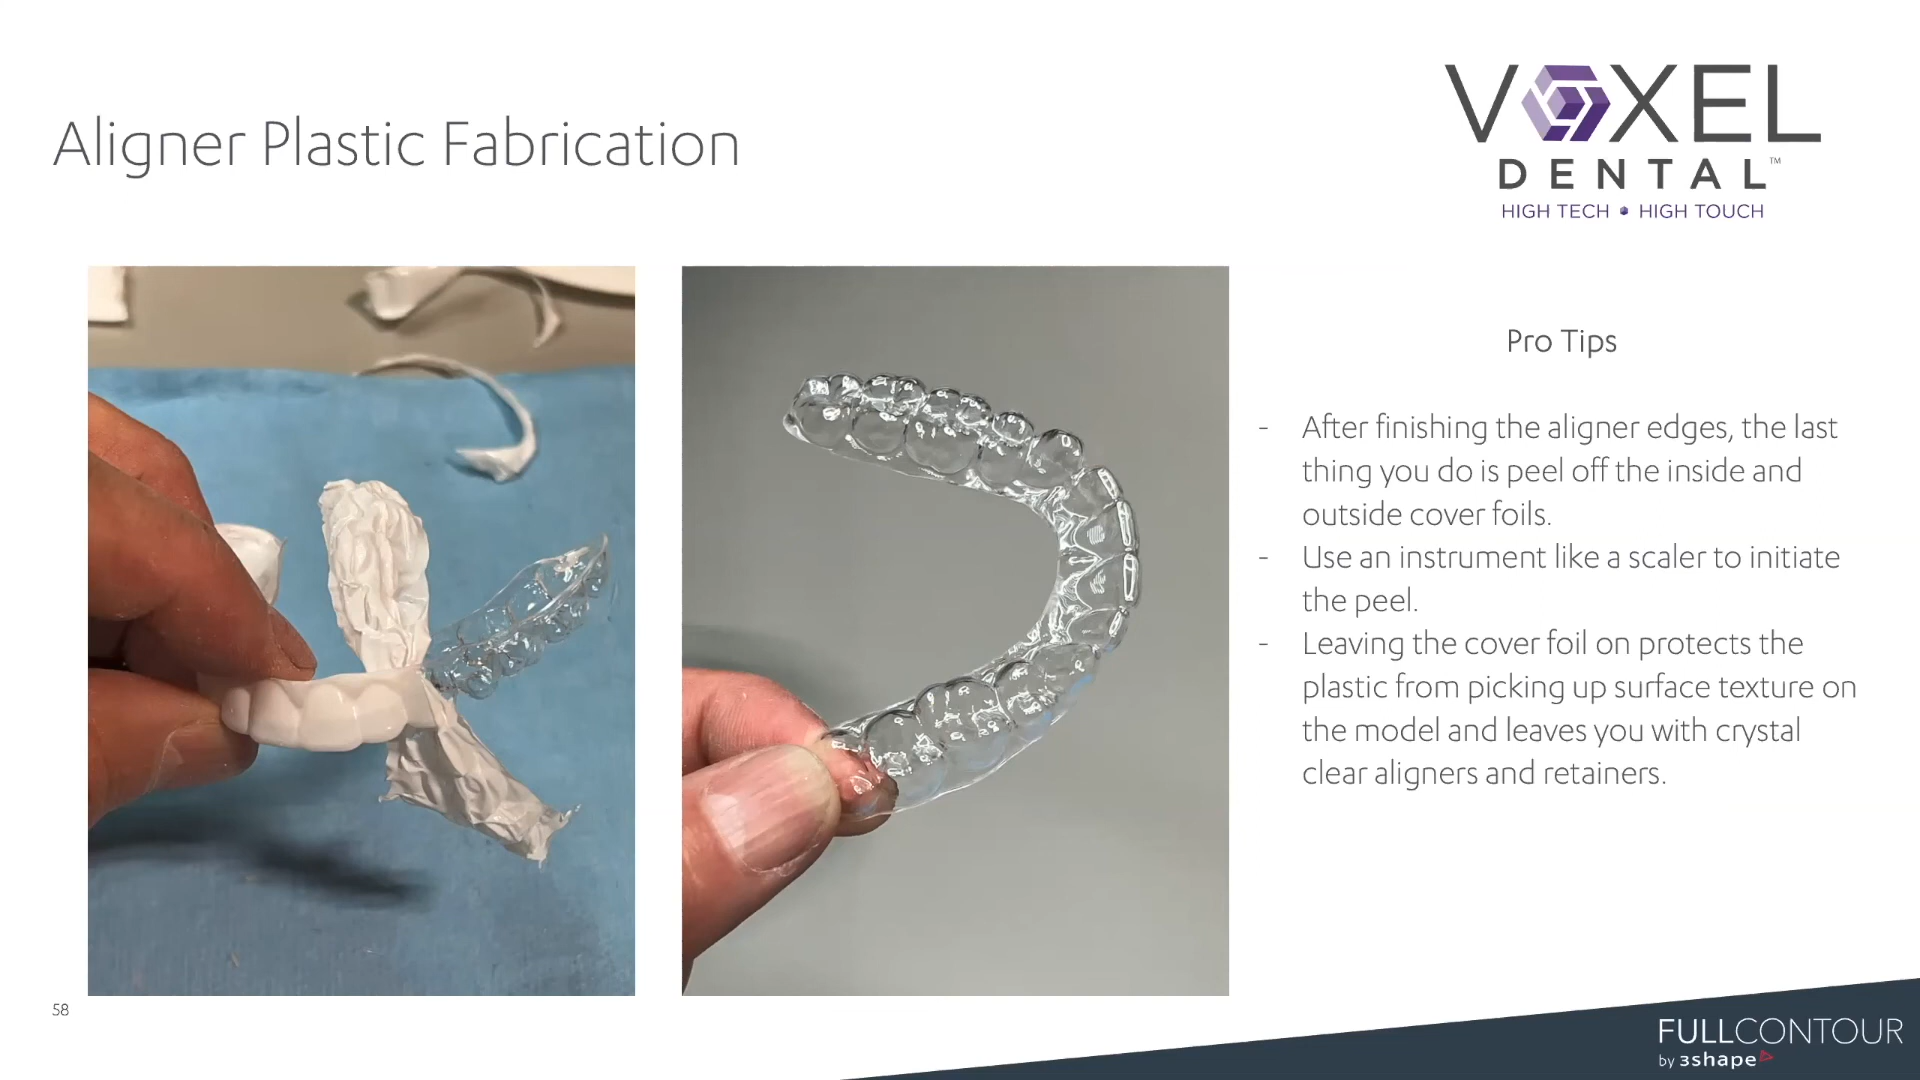 Aligner Plastic Fabrication
VOXEL
DENTAL™
HIGH TECH • HIGH TOUCH
Pro Tips
- After finishing the aligner edges, the last
thing you do is peel off the inside and
outside cover foils.
- Use an instrument like a scaler to initiate
the peel.
- Leaving the cover foil on protects the
plastic from picking up surface texture on
the model and leaves you with crystal
clear aligners and retainers.
58
FULLCONTOUR
by 3shape